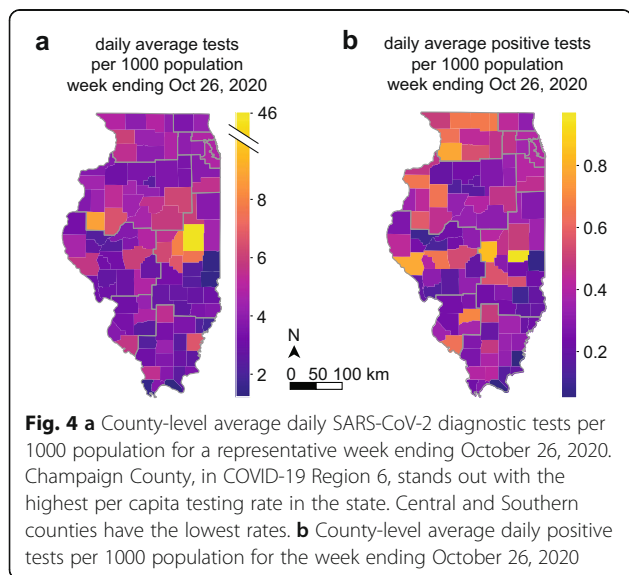 a
daily average tests
per 1000 population
week ending Oct 26, 2020
46
8
6
4
2
b
daily average positive tests
per 1000 population
week ending Oct 26, 2020
0.8
0.6
0.4
0.2
N
0 50 100 km
Fig. 4 a County-level average daily SARS-CoV-2 diagnostic tests per
1000 population for a representative week ending October 26, 2020.
Champaign County, in COVID-19 Region 6, stands out with the
highest per capita testing rate in the state. Central and Southern
counties have the lowest rates. b County-level average daily positive
tests per 1000 population for the week ending October 26, 2020